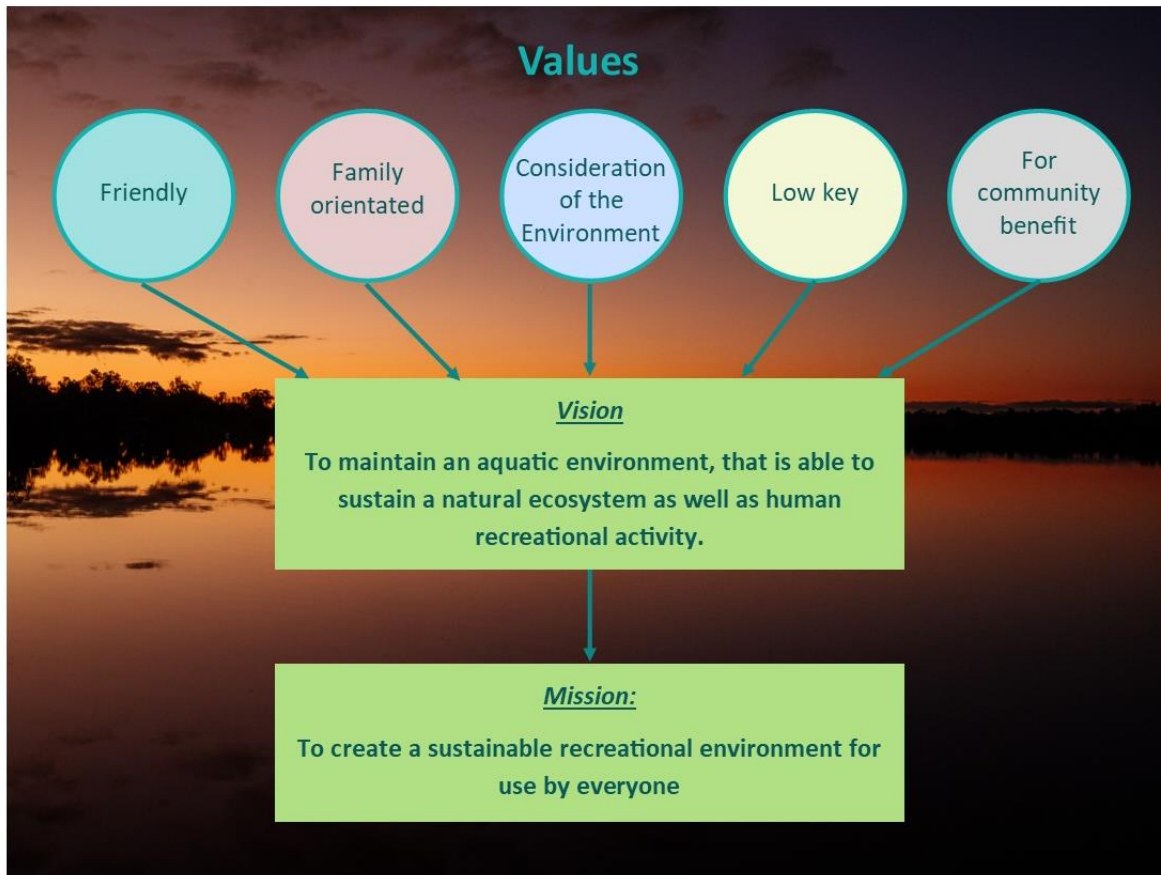 Values
Friendly
Family
orientated
Consideration
of the
Environment
Low key
For
community
benefit
Vision
To maintain an aquatic environment, that is able to
sustain a natural ecosystem as well as human
recreational activity.
Mission:
To create a sustainable recreational environment for
use by everyone